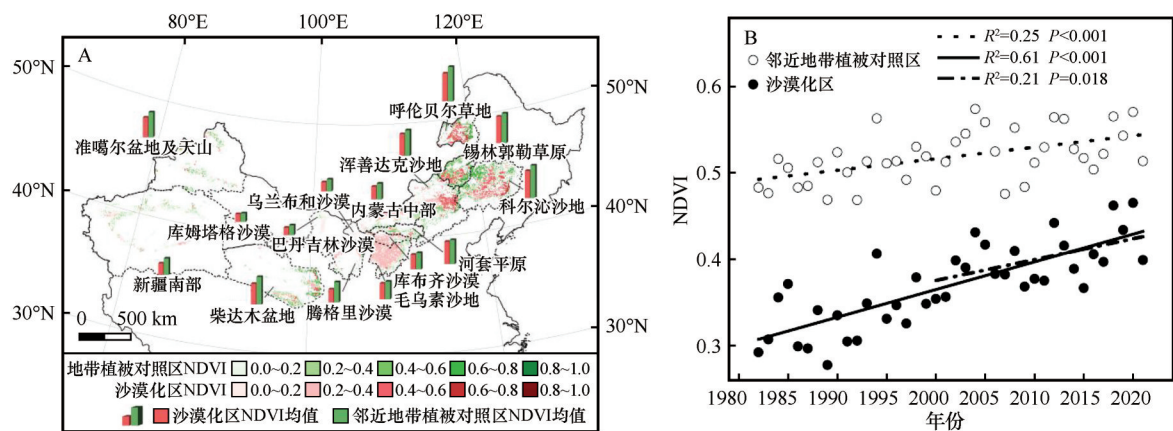 80°E 100°E 120°E
A
50°N
40°N
30°N
50°N
40°N
30°N
呼伦贝尔草地
准噶尔盆地及天山
浑善达克沙地
锡林郭勒草原
乌兰布和沙漠
内蒙古中部
科尔沁沙地
库姆塔格沙漠
巴丹吉林沙漠
河套平原
新疆南部
库布齐沙漠
毛乌素沙地
柴达木盆地
腾格里沙漠
0 500 km
地带植被对照区NDVI 0.0~0.2 0.2~0.4 0.4~0.6 0.6~0.8 0.8~1.0
沙漠化区NDVI 0.0~0.2 0.2~0.4 0.4~0.6 0.6~0.8 0.8~1.0
沙漠化区NDVI均值 邻近地带植被对照区NDVI均值
B
R²=0.25 P<0.001
邻近地带植被对照区
R²=0.61 P<0.001
沙漠化区
R²=0.21 P=0.018
0.6
0.5
0.4
0.3
NDVI
1980 1985 1990 1995 2000 2005 2010 2015 2020
年份